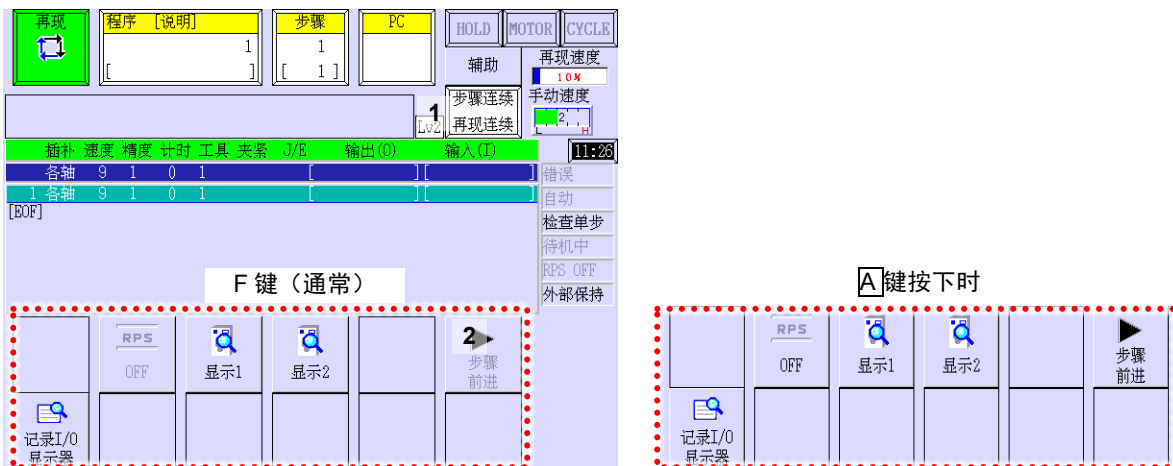 再现
程序 [说明]
1
[ ]
步骤
1
[ 1 ]
PC
HOLD MOTOR CYCLE
辅助
再现速度
10%
步骤连续
再现连续
手动速度
2
L H
1
Lv2
插补 速度 精度 计时 工具 夹紧 J/E 输出(O) 输入(I)
11:26
各轴 9 1 0 1 [ ][ ]
1 各轴 9 1 0 1 [ ][ ]
[EOF]
错误
自动
检查单步
待机中
RPS OFF
外部保持
F 键（通常）
RPS
OFF
显示1
显示2
2
步骤
前进
记录I/O
显示器
A键按下时
RPS
OFF
显示1
显示2
步骤
前进
记录I/O
显示器